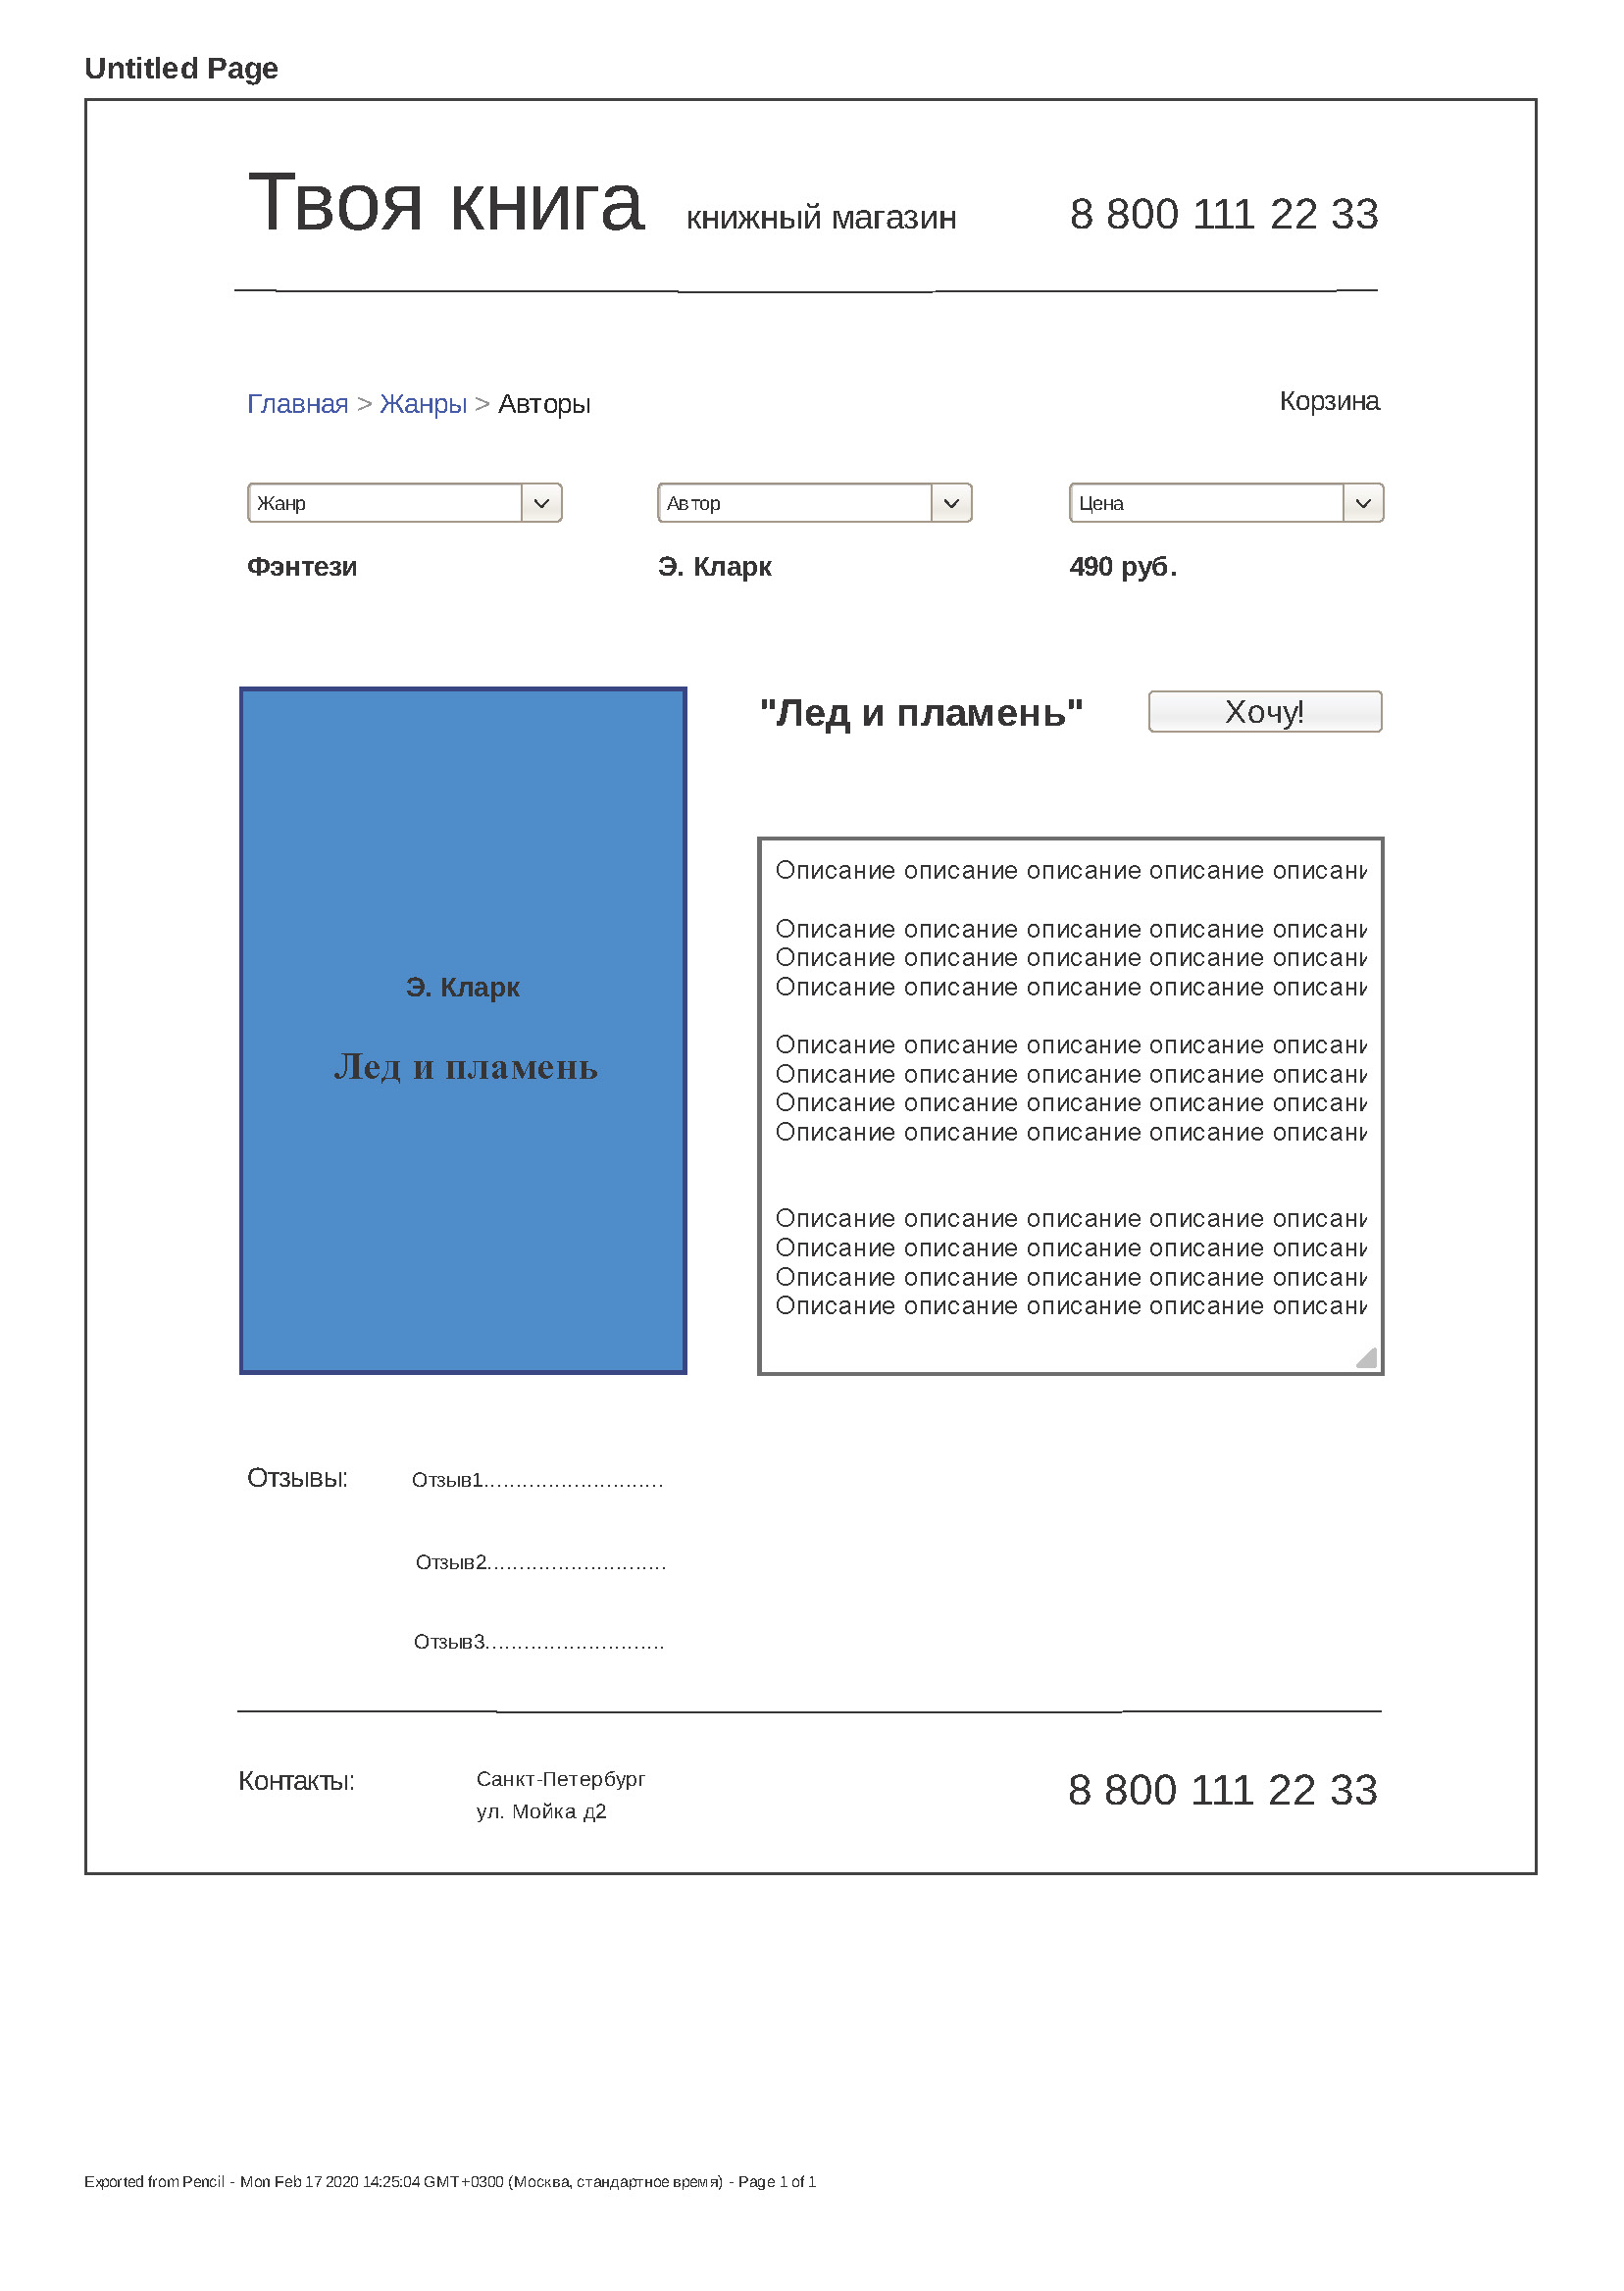 Untitled Page
Твоя книга книжный магазин 8 800 111 22 33
Главная > Жанры > Авторы Корзина
Жанр Автор Цена
Фэнтези Э. Кларк 490 руб.
"Лед и пламень" Хочу!
Э. Кларк
Лед и пламень
Описание описание описание описание описани
Описание описание описание описание описани
Описание описание описание описание описани
Описание описание описание описание описани
Описание описание описание описание описани
Описание описание описание описание описани
Описание описание описание описание описани
Описание описание описание описание описани
Описание описание описание описание описани
Описание описание описание описание описани
Описание описание описание описание описани
Описание описание описание описание описани
Отзывы: Отзыв1............................
Отзыв2............................
Отзыв3............................
Контакты: Санкт-Петербург 8 800 111 22 33
ул. Мойка д2
Exported from Pencil - Mon Feb 17 2020 14:25:04 GMT+0300 (Москва, стандартное время) - Page 1 of 1